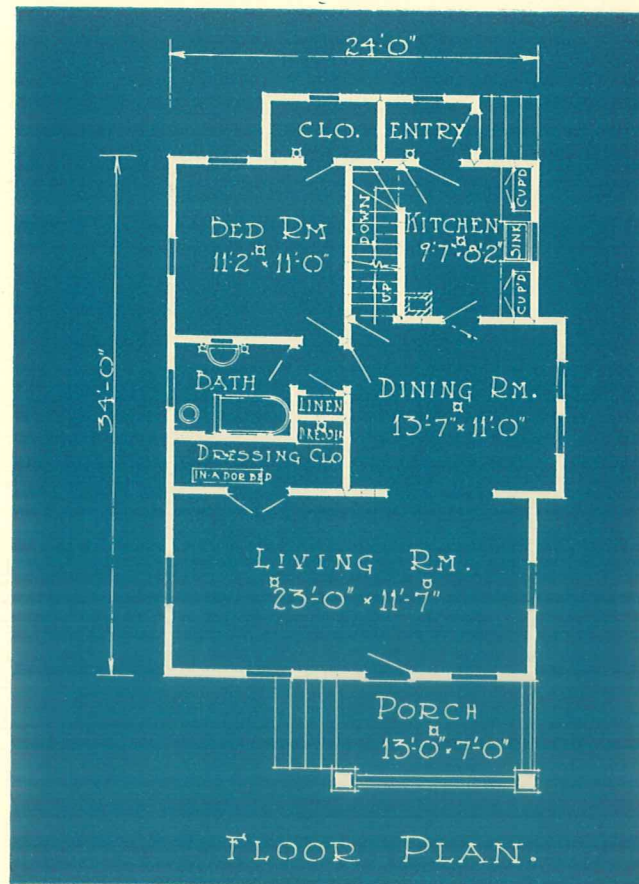 24'-0"
CLO.
ENTRY
BED RM
11'2" × 11'-0"
DOWN
UP
KITCHEN
9'-7" × 8'2"
CUP'D
SINK
CUP'D
34'-0"
BATH
LINEN
DINING RM.
13'-7" × 11'-0"
DRESSING CLO
IN-A-DOR BED
LIVING RM.
23'-0" × 11'-7"
PORCH
13'-0" × 7'-0"
FLOOR PLAN.